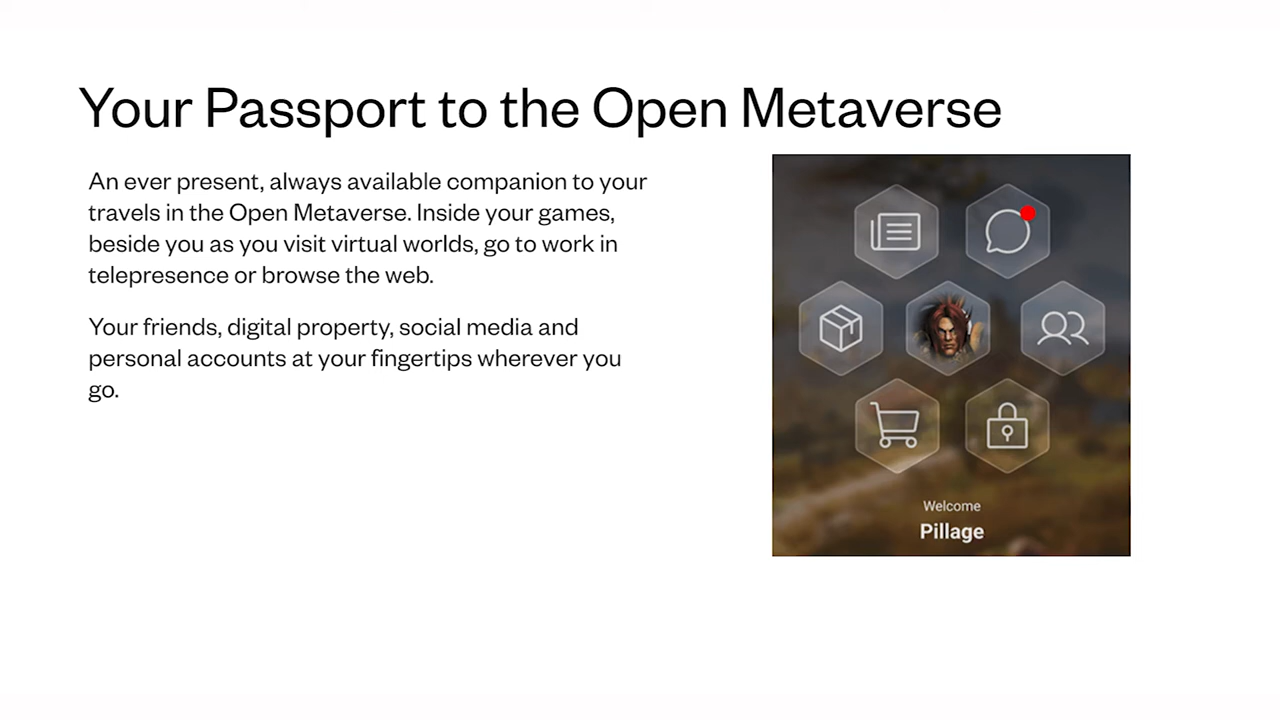 Your Passport to the Open Metaverse
An ever present, always available companion to your
travels in the Open Metaverse. Inside your games,
beside you as you visit virtual worlds, go to work in
telepresence or browse the web.
Your friends, digital property, social media and
personal accounts at your fingertips wherever you
go.
Welcome
Pillage